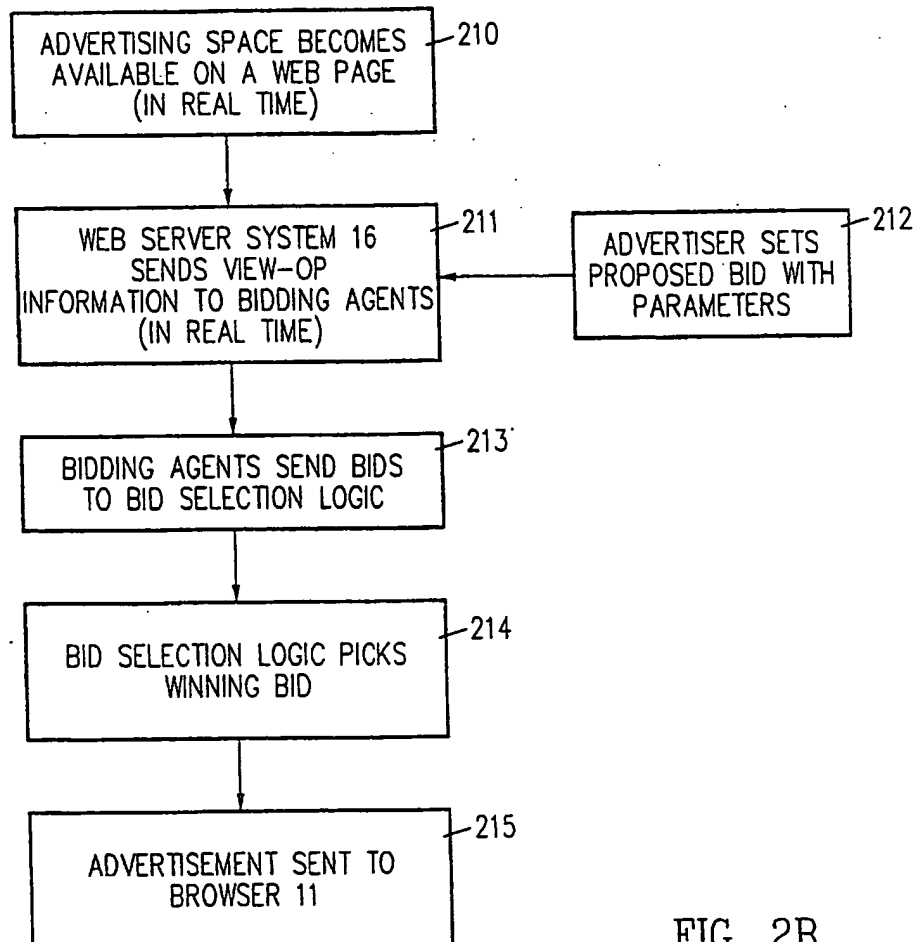 ADVERTISING SPACE BECOMES
AVAILABLE ON A WEB PAGE
(IN REAL TIME)
210
WEB SERVER SYSTEM 16
SENDS VIEW-OP
INFORMATION TO BIDDING AGENTS
(IN REAL TIME)
211
ADVERTISER SETS
PROPOSED BID WITH
PARAMETERS
212
BIDDING AGENTS SEND BIDS
TO BID SELECTION LOGIC
213
BID SELECTION LOGIC PICKS
WINNING BID
214
ADVERTISEMENT SENT TO
BROWSER 11
215
FIG. 2B